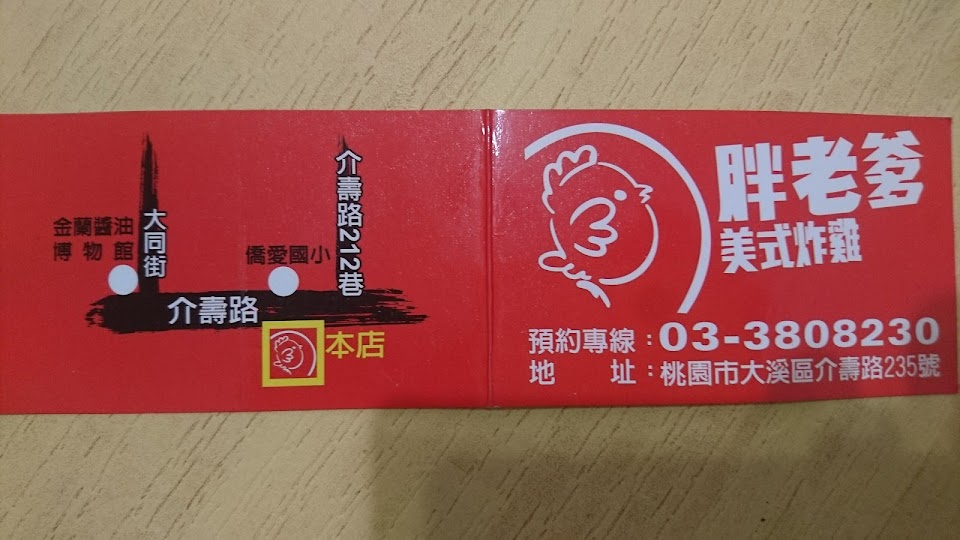 金蘭醬油
博物館
大同街
僑愛國小
介壽路212巷
介壽路
本店
胖老爹
美式炸雞
預約專線：03-3808230
地　　址：桃園市大溪區介壽路235號